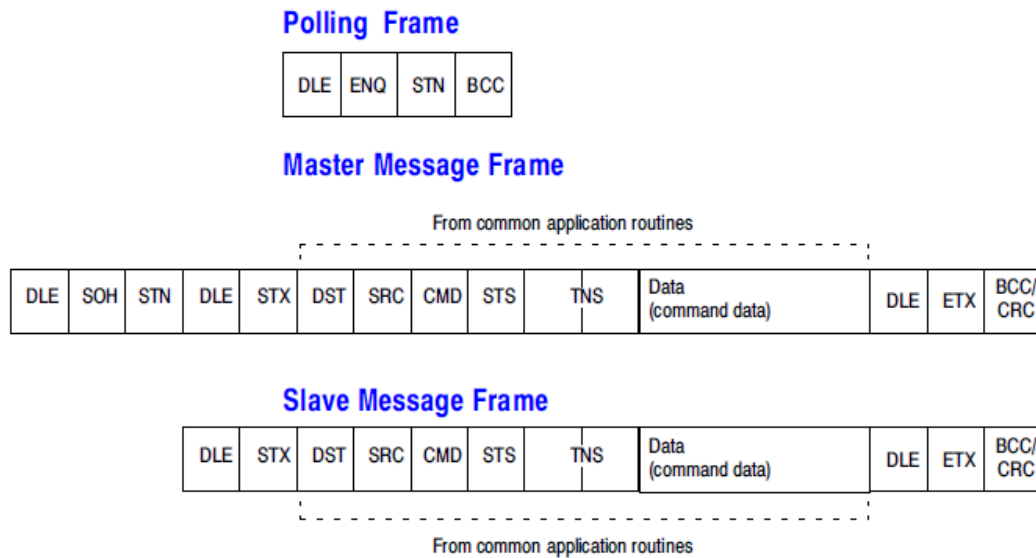 Polling Frame
DLE ENQ STN BCC
Master Message Frame
From common application routines
DLE SOH STN DLE STX DST SRC CMD STS TNS Data (command data) DLE ETX BCC/ CRC
Slave Message Frame
DLE STX DST SRC CMD STS TNS Data (command data) DLE ETX BCC/ CRC
From common application routines